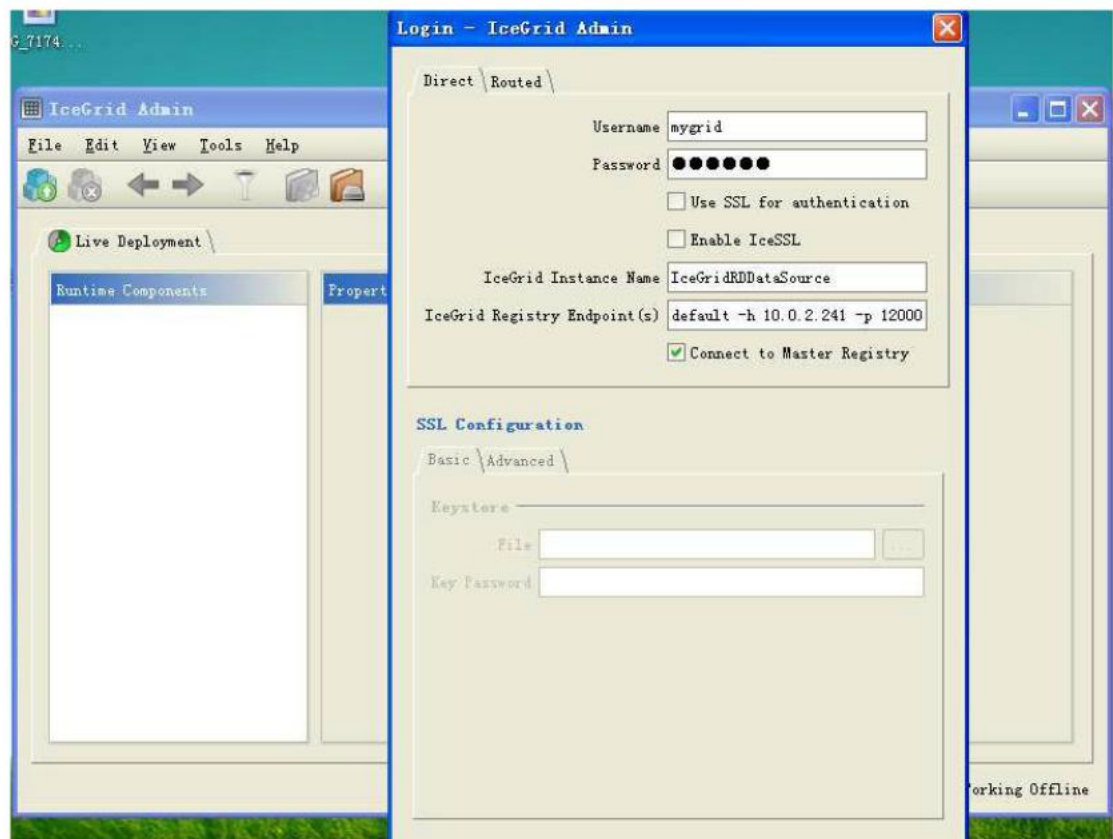 G_7174...
Login - IceGrid Admin
Direct
Routed
IceGrid Admin
File Edit View Tools Help
Username mygrid
Password ●●●●●●
Use SSL for authentication
Enable IceSSL
Live Deployment
IceGrid Instance Name IceGridRDDataSource
Runtime Components
Propert
IceGrid Registry Endpoint(s) default -h 10.0.2.241 -p 12000
Connect to Master Registry
SSL Configuration
Basic
Advanced
Keystore
File
...
Key Password
orking Offline